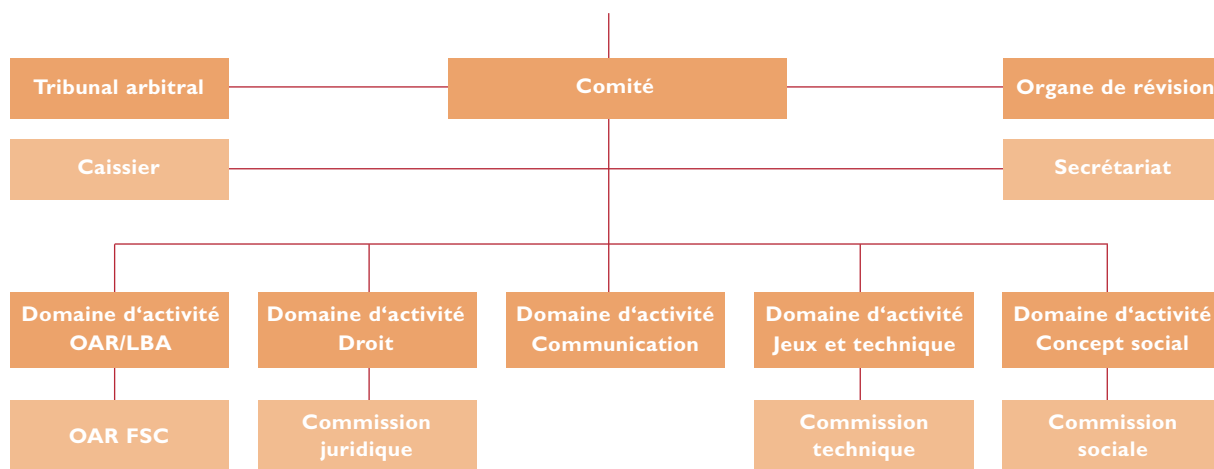 Tribunal arbitral
Comité
Organe de révision
Caissier
Secrétariat
Domaine d‘activité
OAR/LBA
Domaine d‘activité
Droit
Domaine d‘activité
Communication
Domaine d‘activité
Jeux et technique
Domaine d‘activité
Concept social
OAR FSC
Commission
juridique
Commission
technique
Commission
sociale